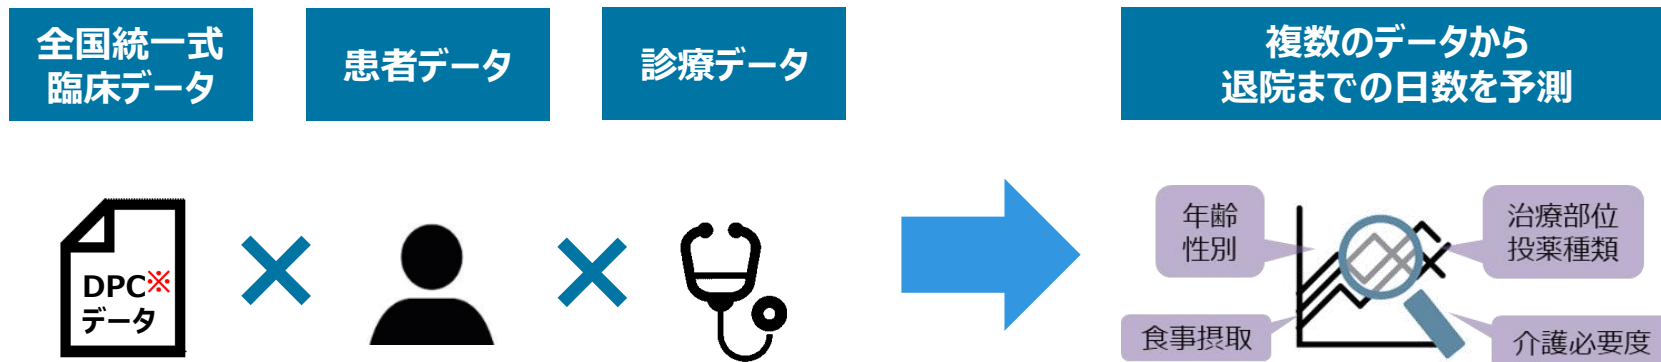 全国統一式
臨床データ
患者データ
診療データ
複数のデータから
退院までの日数を予測
DPC※
データ
年齢
性別
治療部位
投薬種類
食事摂取
介護必要度